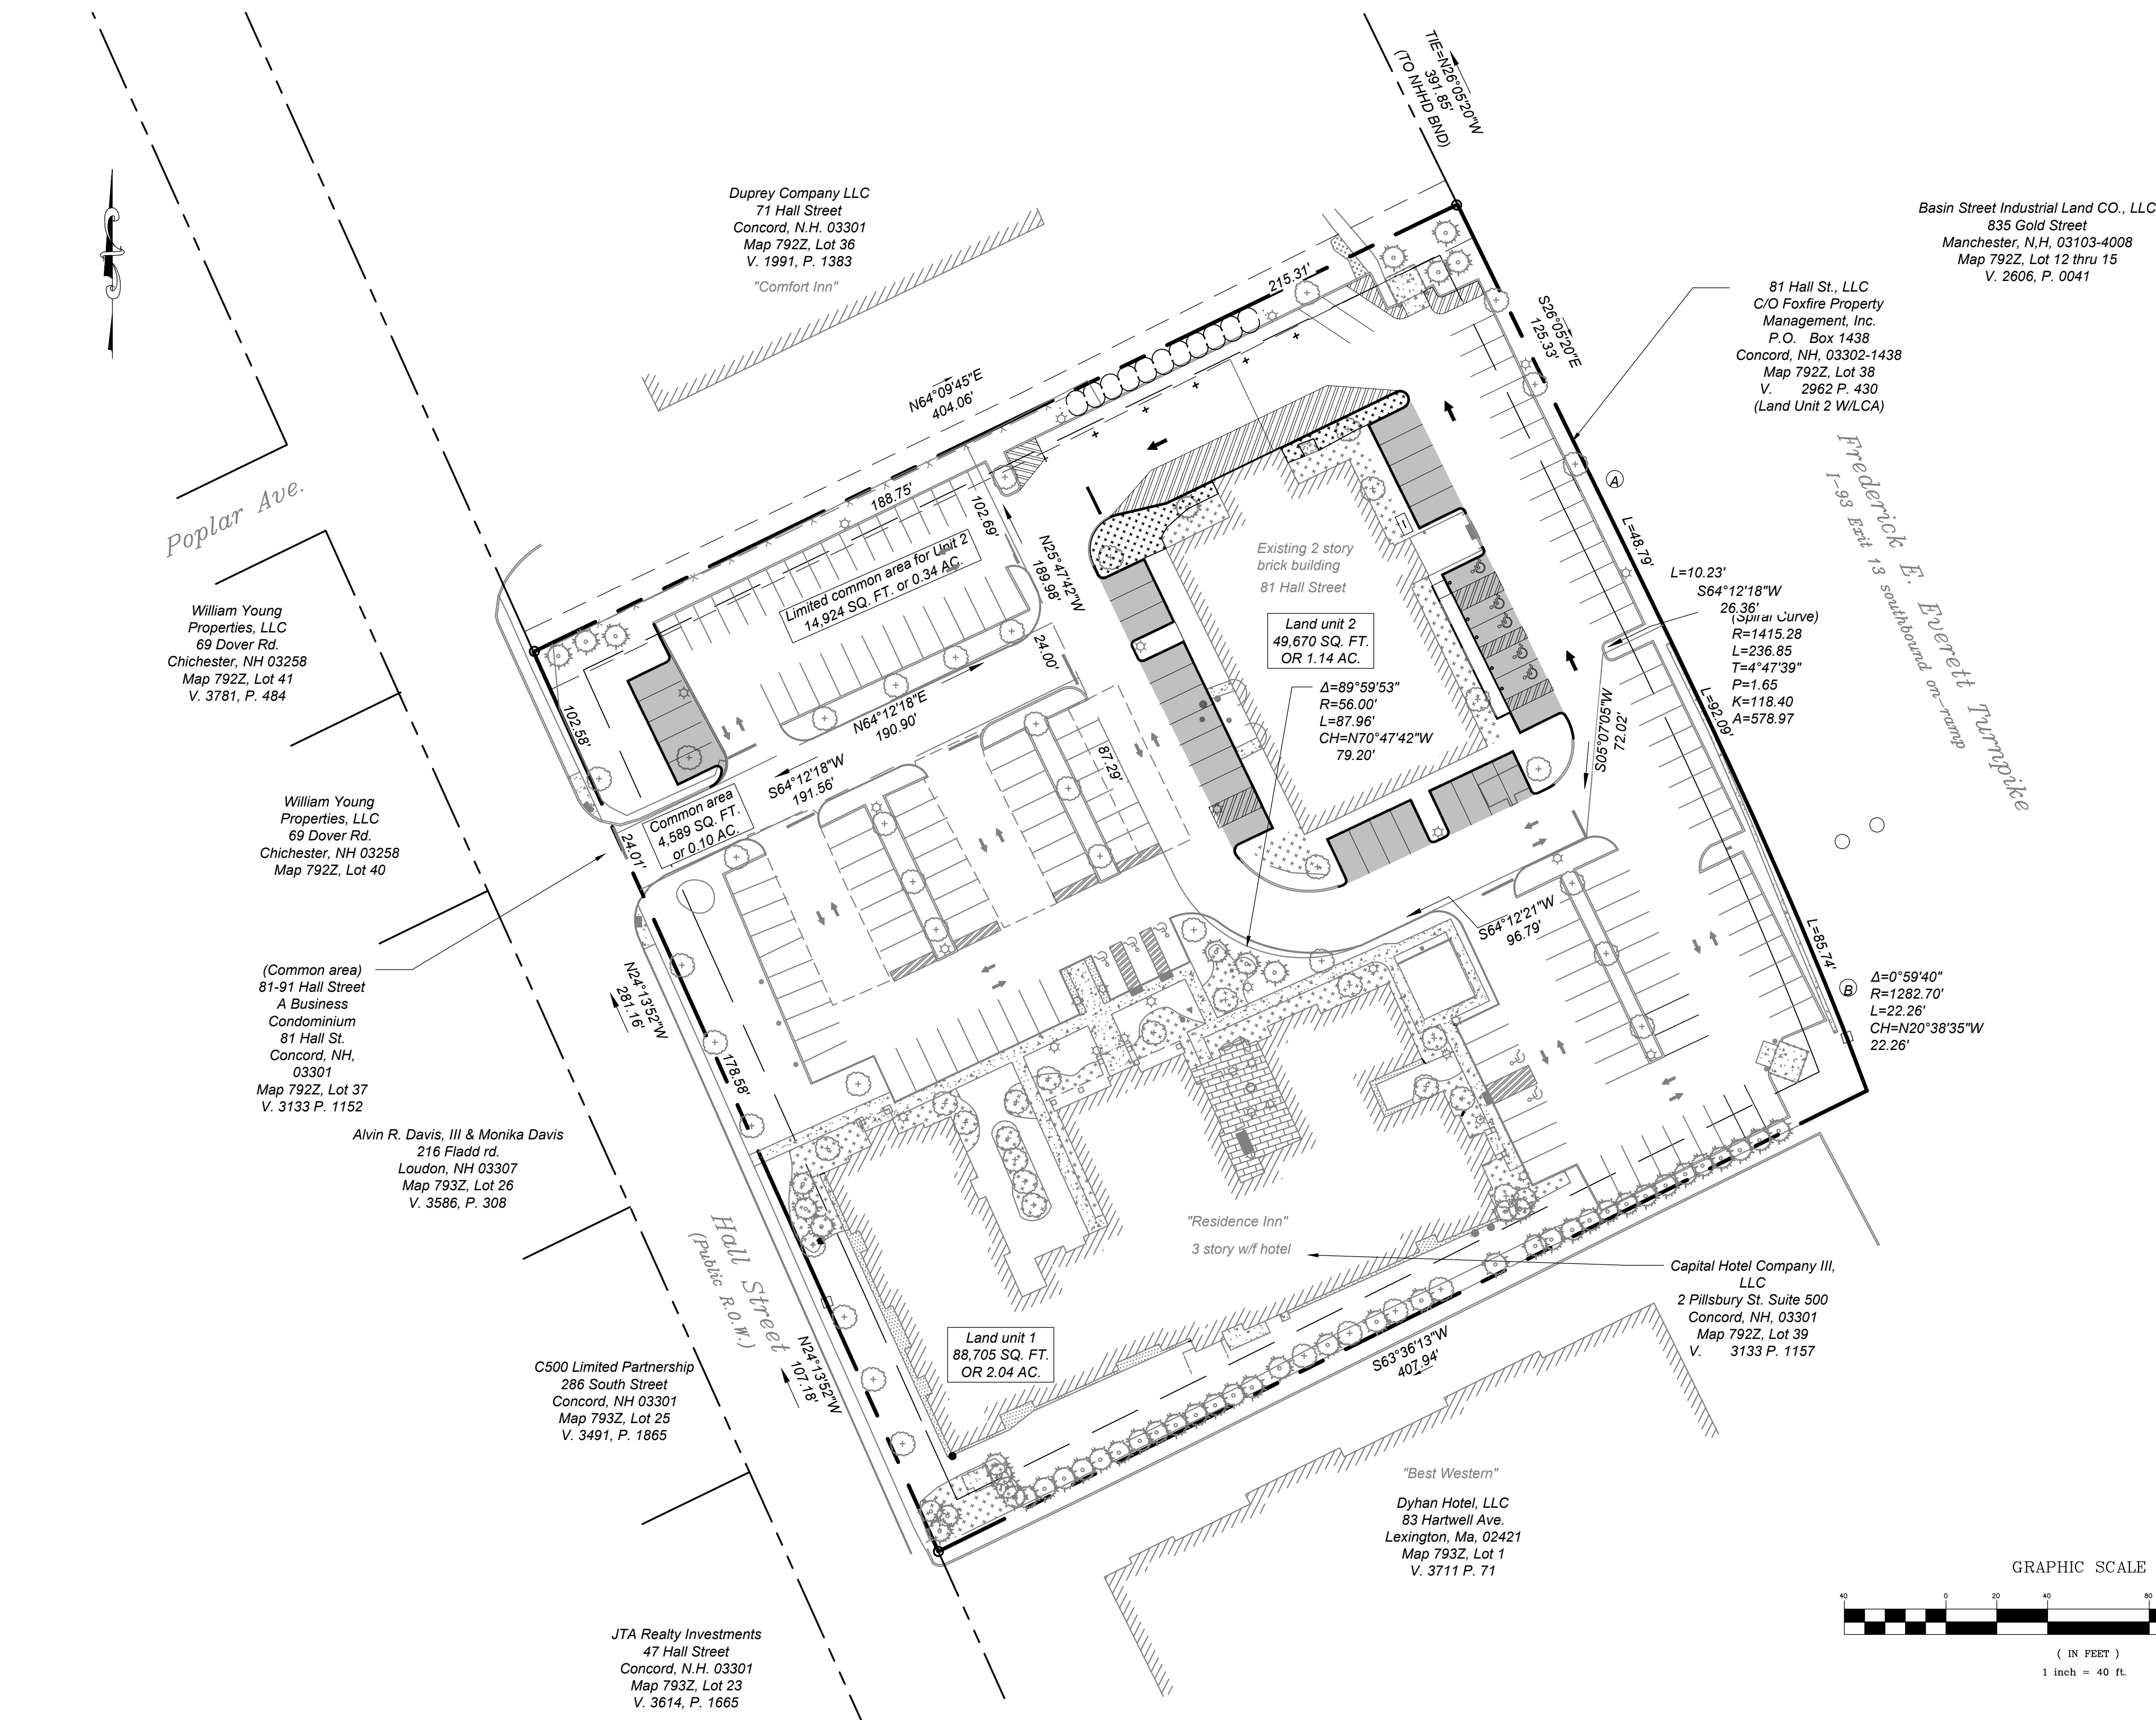 TIE=N26°05'20"W
391.85'
(TO NHHD BND)
Duprey Company LLC
71 Hall Street
Concord, N.H. 03301
Map 792Z, Lot 36
V. 1991, P. 1383
"Comfort Inn"
Basin Street Industrial Land CO., LLC
835 Gold Street
Manchester, N,H, 03103-4008
Map 792Z, Lot 12 thru 15
V. 2606, P. 0041
81 Hall St., LLC
C/O Foxfire Property
Management, Inc.
P.O. Box 1438
Concord, NH, 03302-1438
Map 792Z, Lot 38
V. 2962 P. 430
(Land Unit 2 W/LCA)
215.31'
S26°05'20"E
125.33'
N64°09'45"E
404.06'
Frederick E. Everett Turnpike
I-93 Exit 13 southbound on-ramp
Poplar Ave.
188.75'
102.69'
A
L=48.79'
Limited common area for Unit 2
14,924 SQ. FT. or 0.34 AC.
N25°47'42"W
189.98'
Existing 2 story
brick building
81 Hall Street
L=10.23'
S64°12'18"W
26.36'
(Spiral Curve)
R=1415.28
L=236.85
T=4°47'39"
P=1.65
K=118.40
A=578.97
William Young
Properties, LLC
69 Dover Rd.
Chichester, NH 03258
Map 792Z, Lot 41
V. 3781, P. 484
Land unit 2
49,670 SQ. FT.
OR 1.14 AC.
24.00'
Δ=89°59'53"
R=56.00'
L=87.96'
CH=N70°47'42"W
79.20'
N64°12'18"E
190.90'
102.58'
L=92.09'
S05°07'05"W
72.02'
S64°12'18"W
191.56'
87.29'
Common area
4,589 SQ. FT.
or 0.10 AC.
24.01'
William Young
Properties, LLC
69 Dover Rd.
Chichester, NH 03258
Map 792Z, Lot 40
S64°12'21"W
96.79'
L=85.74'
(Common area)
81-91 Hall Street
A Business
Condominium
81 Hall St.
Concord, NH,
03301
Map 792Z, Lot 37
V. 3133 P. 1152
N24°13'52"W
281.16'
B
Δ=0°59'40"
R=1282.70'
L=22.26'
CH=N20°38'35"W
22.26'
178.58'
Alvin R. Davis, III & Monika Davis
216 Fladd rd.
Loudon, NH 03307
Map 793Z, Lot 26
V. 3586, P. 308
Hall Street
(Public R.O.W.)
"Residence Inn"
3 story w/f hotel
Capital Hotel Company III,
LLC
2 Pillsbury St. Suite 500
Concord, NH, 03301
Map 792Z, Lot 39
V. 3133 P. 1157
Land unit 1
88,705 SQ. FT.
OR 2.04 AC.
N24°13'52"W
107.18'
S63°36'13"W
407.94'
C500 Limited Partnership
286 South Street
Concord, NH 03301
Map 793Z, Lot 25
V. 3491, P. 1865
"Best Western"
Dyhan Hotel, LLC
83 Hartwell Ave.
Lexington, Ma, 02421
Map 793Z, Lot 1
V. 3711 P. 71
JTA Realty Investments
47 Hall Street
Concord, N.H. 03301
Map 793Z, Lot 23
V. 3614, P. 1665
GRAPHIC SCALE
40 0 20 40 80
( IN FEET )
1 inch = 40 ft.